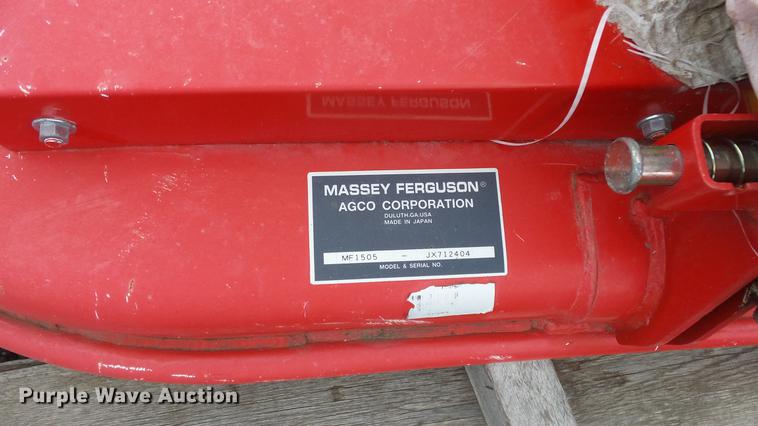 MASSEY FERGUSON
MASSEY FERGUSON®
AGCO CORPORATION
DULUTH,GA,USA
MADE IN JAPAN
MF1505 - JX712404
MODEL & SERIAL NO.
Purple Wave Auction